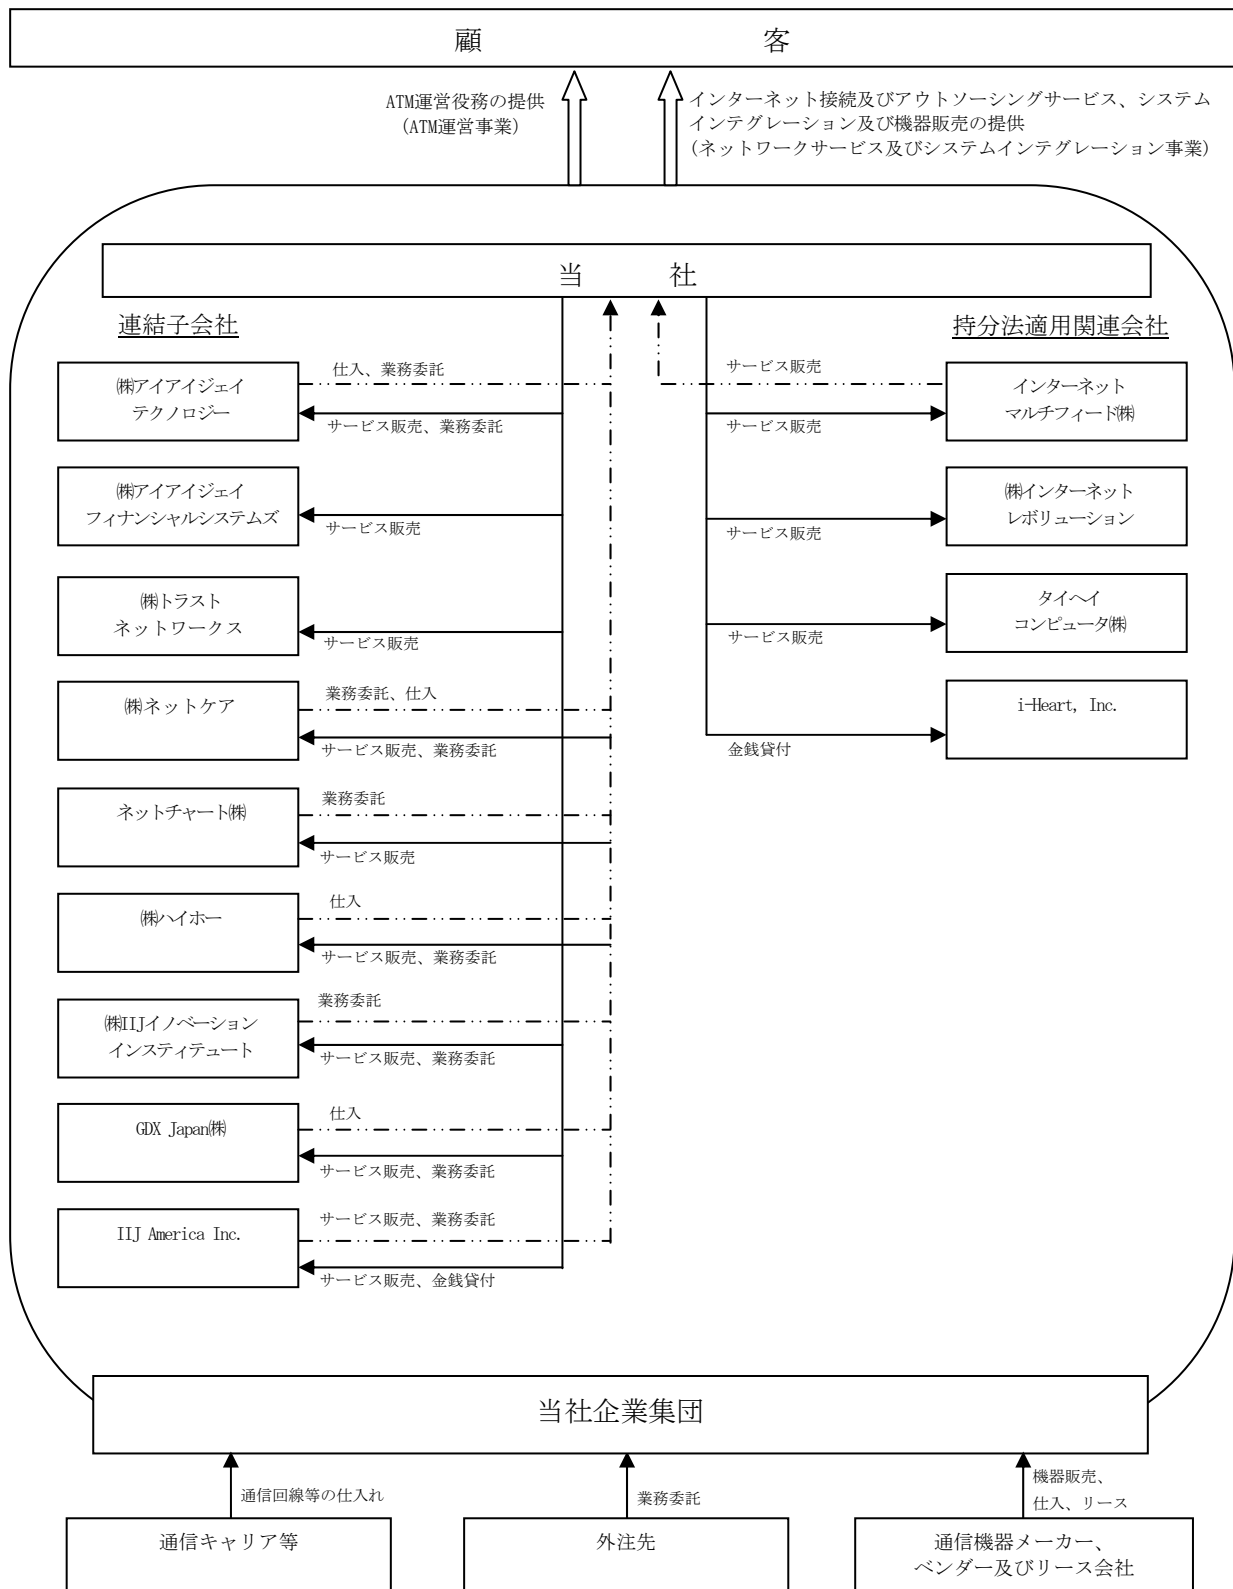 顧　客
ATM運営役務の提供
(ATM運営事業)
インターネット接続及びアウトソーシングサービス、システム
インテグレーション及び機器販売の提供
(ネットワークサービス及びシステムインテグレーション事業)
当　社
連結子会社
持分法適用関連会社
㈱アイアイジェイ
テクノロジー
仕入、業務委託
サービス販売、業務委託
サービス販売
サービス販売
インターネット
マルチフィード㈱
㈱アイアイジェイ
フィナンシャルシステムズ
サービス販売
サービス販売
㈱インターネット
レボリューション
㈱トラスト
ネットワークス
サービス販売
サービス販売
タイヘイ
コンピュータ㈱
㈱ネットケア
業務委託、仕入
サービス販売、業務委託
金銭貸付
i-Heart, Inc.
ネットチャート㈱
業務委託
サービス販売
㈱ハイホー
仕入
サービス販売、業務委託
㈱IIJイノベーション
インスティテュート
業務委託
サービス販売、業務委託
GDX Japan㈱
仕入
サービス販売、業務委託
IIJ America Inc.
サービス販売、業務委託
サービス販売、金銭貸付
当社企業集団
通信回線等の仕入れ
業務委託
機器販売、
仕入、リース
通信キャリア等
外注先
通信機器メーカー、
ベンダー及びリース会社